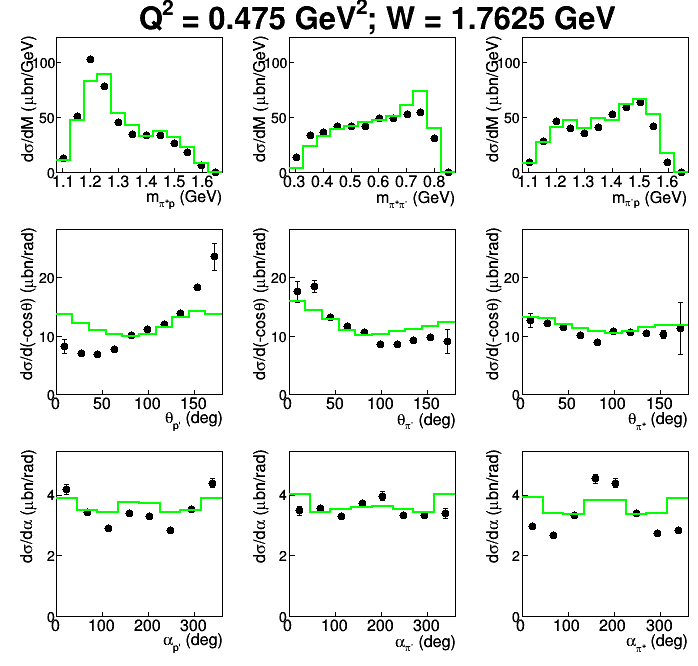 Q² = 0.475 GeV²; W = 1.7625 GeV
dσ/dM (μbn/GeV)
100
50
0
1.1 1.2 1.3 1.4 1.5 1.6
m_π⁺p (GeV)
dσ/dM (μbn/GeV)
100
50
0
0.3 0.4 0.5 0.6 0.7 0.8
m_π⁺π⁻ (GeV)
dσ/dM (μbn/GeV)
100
50
0
1.1 1.2 1.3 1.4 1.5 1.6
m_π⁻p (GeV)
dσ/d(-cosθ) (μbn/rad)
20
10
0
0 50 100 150
θ_p' (deg)
dσ/d(-cosθ) (μbn/rad)
20
10
0
0 50 100 150
θ_π⁻ (deg)
dσ/d(-cosθ) (μbn/rad)
20
10
0
0 50 100 150
θ_π⁺ (deg)
dσ/dα (μbn/rad)
4
2
0
0 100 200 300
α_p' (deg)
dσ/dα (μbn/rad)
4
2
0
0 100 200 300
α_π⁻ (deg)
dσ/dα (μbn/rad)
4
2
0
0 100 200 300
α_π⁺ (deg)